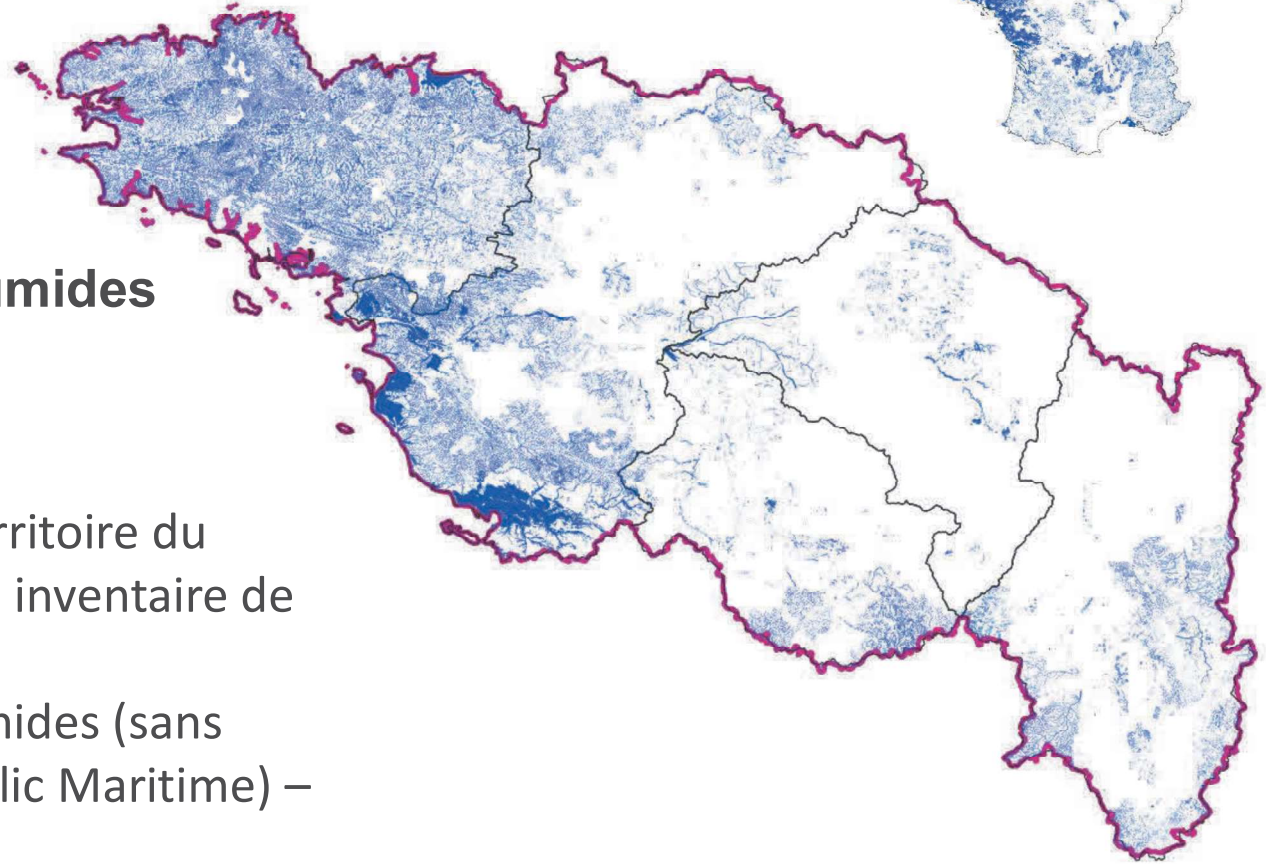 umides
rritoire du
inventaire de
nides (sans
lic Maritime) –